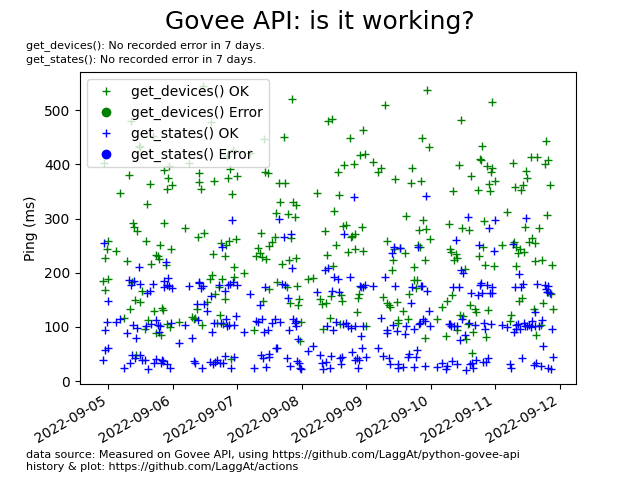 Govee API: is it working?
get_devices(): No recorded error in 7 days.
get_states(): No recorded error in 7 days.
get_devices() OK
get_devices() Error
get_states() OK
get_states() Error
Ping (ms)
500
400
300
200
100
0
2022-09-05
2022-09-06
2022-09-07
2022-09-08
2022-09-09
2022-09-10
2022-09-11
2022-09-12
data source: Measured on Govee API, using https://github.com/LaggAt/python-govee-api
history & plot: https://github.com/LaggAt/actions